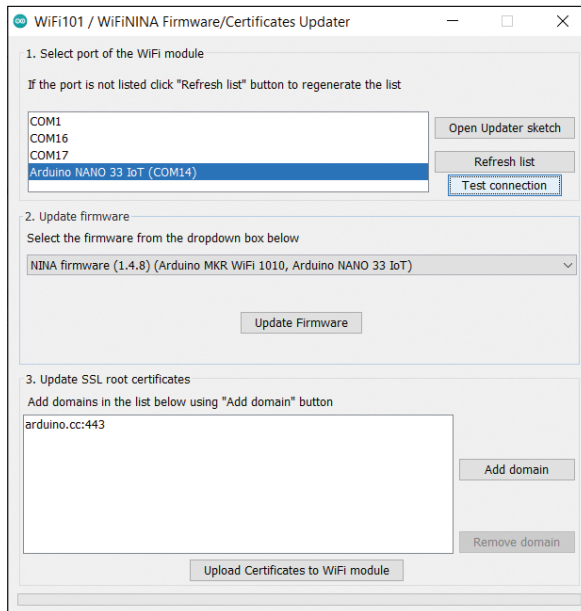 WiFi101 / WiFiNINA Firmware/Certificates Updater
1. Select port of the WiFi module
If the port is not listed click "Refresh list" button to regenerate the list
COM1
COM16
COM17
Arduino NANO 33 IoT (COM14)
Open Updater sketch
Refresh list
Test connection
2. Update firmware
Select the firmware from the dropdown box below
NINA firmware (1.4.8) (Arduino MKR WiFi 1010, Arduino NANO 33 IoT)
Update Firmware
3. Update SSL root certificates
Add domains in the list below using "Add domain" button
arduino.cc:443
Add domain
Remove domain
Upload Certificates to WiFi module